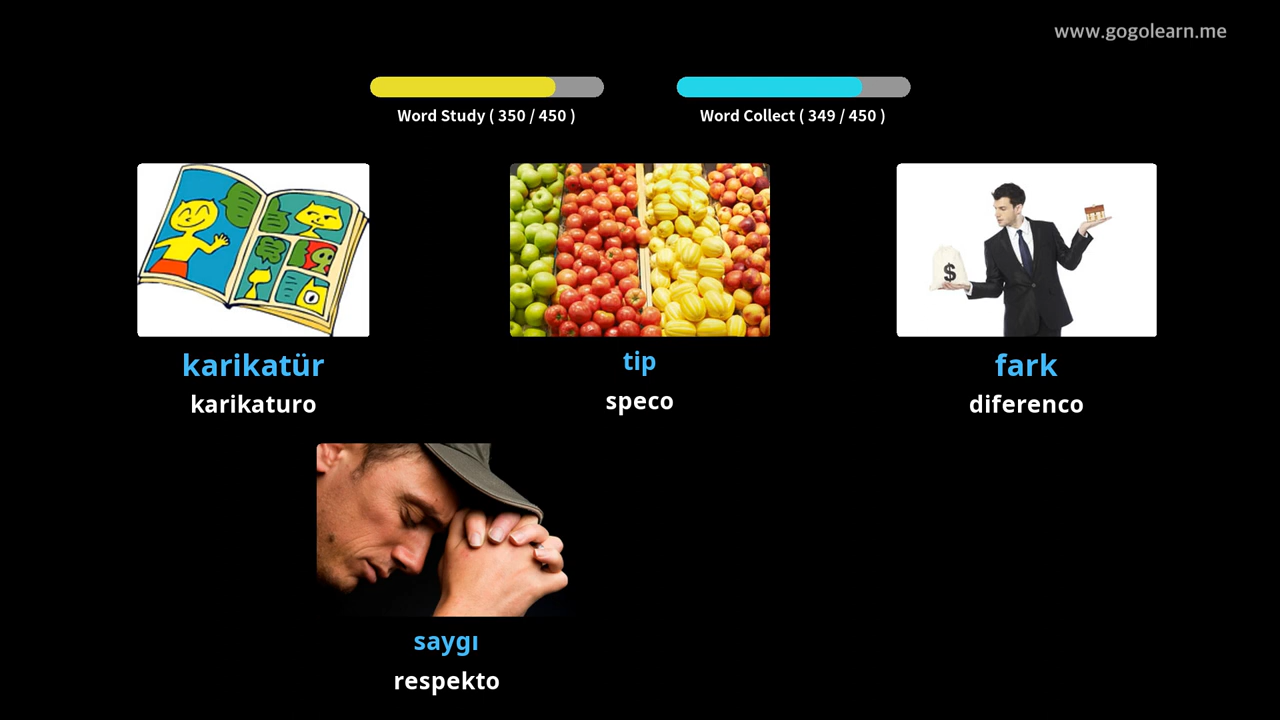 www.gogolearn.me
Word Study ( 350 / 450 )
Word Collect ( 349 / 450 )
karikatür
karikaturo
tip
speco
fark
diferenco
$
saygı
respekto